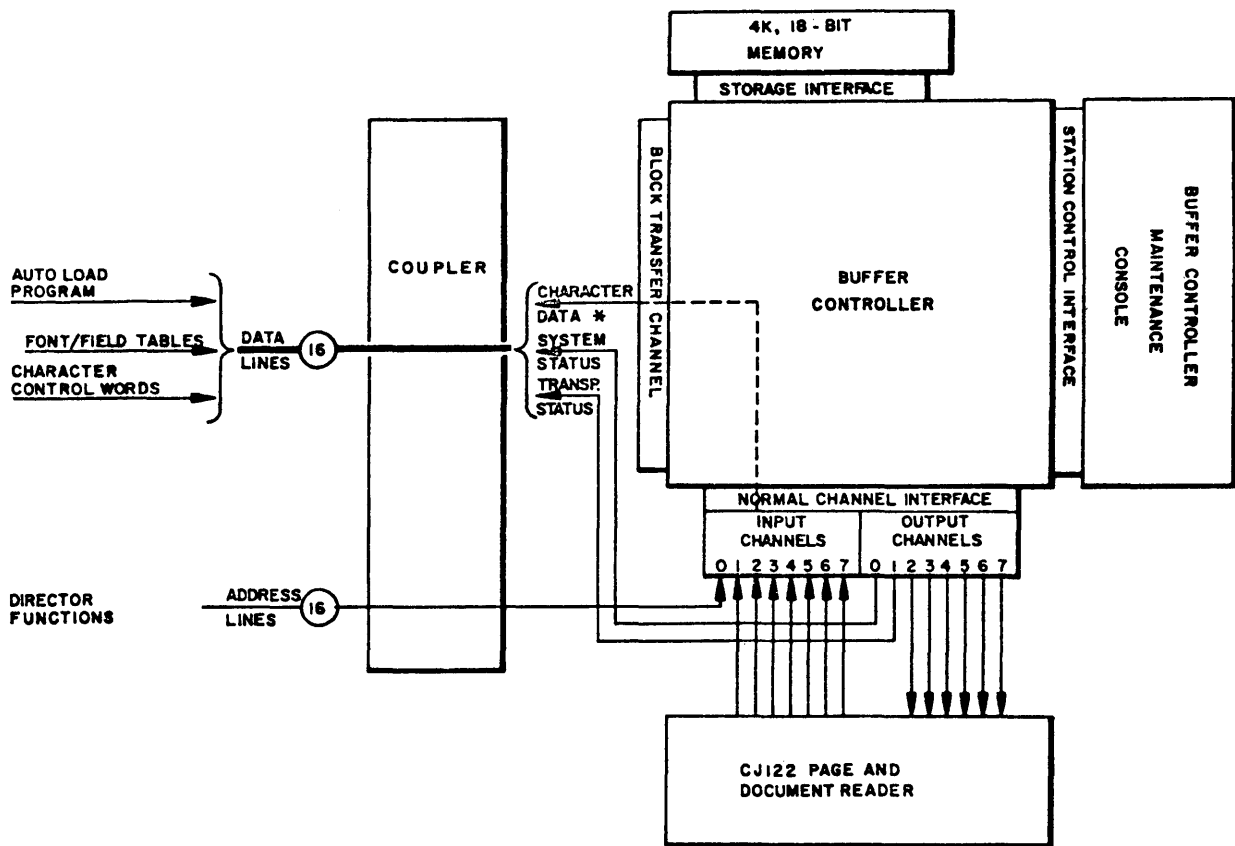 4K, 18-BIT
MEMORY
STORAGE INTERFACE
BLOCK TRANSFER CHANNEL
BUFFER
CONTROLLER
STATION CONTROL INTERFACE
BUFFER CONTROLLER
MAINTENANCE
CONSOLE
COUPLER
AUTO LOAD
PROGRAM
FONT/FIELD TABLES
CHARACTER
CONTROL WORDS
DATA
LINES
16
CHARACTER
DATA *
SYSTEM
STATUS
TRANSP.
STATUS
NORMAL CHANNEL INTERFACE
INPUT
CHANNELS
0 1 2 3 4 5 6 7
OUTPUT
CHANNELS
0 1 2 3 4 5 6 7
DIRECTOR
FUNCTIONS
ADDRESS
LINES
16
CJ122 PAGE AND
DOCUMENT READER